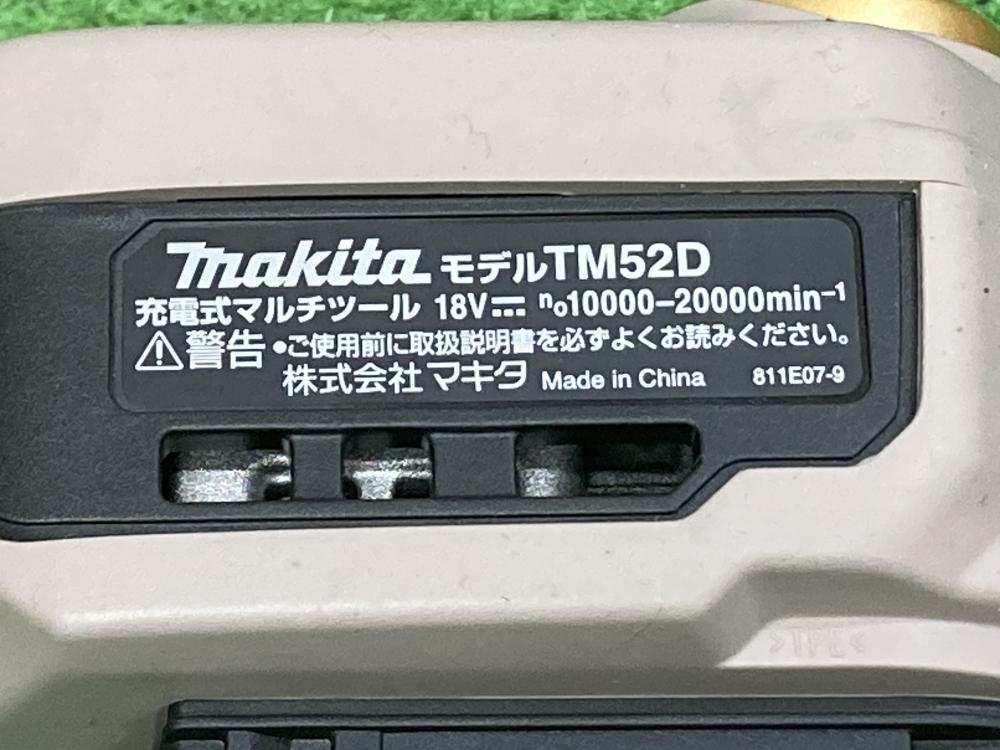 makita モデルTM52D
充電式マルチツール 18V⎓ n₀10000-20000min⁻¹
⚠警告 •ご使用前に取扱説明書を必ずよくお読みください。
株式会社マキタ Made in China 811E07-9
>TPE<